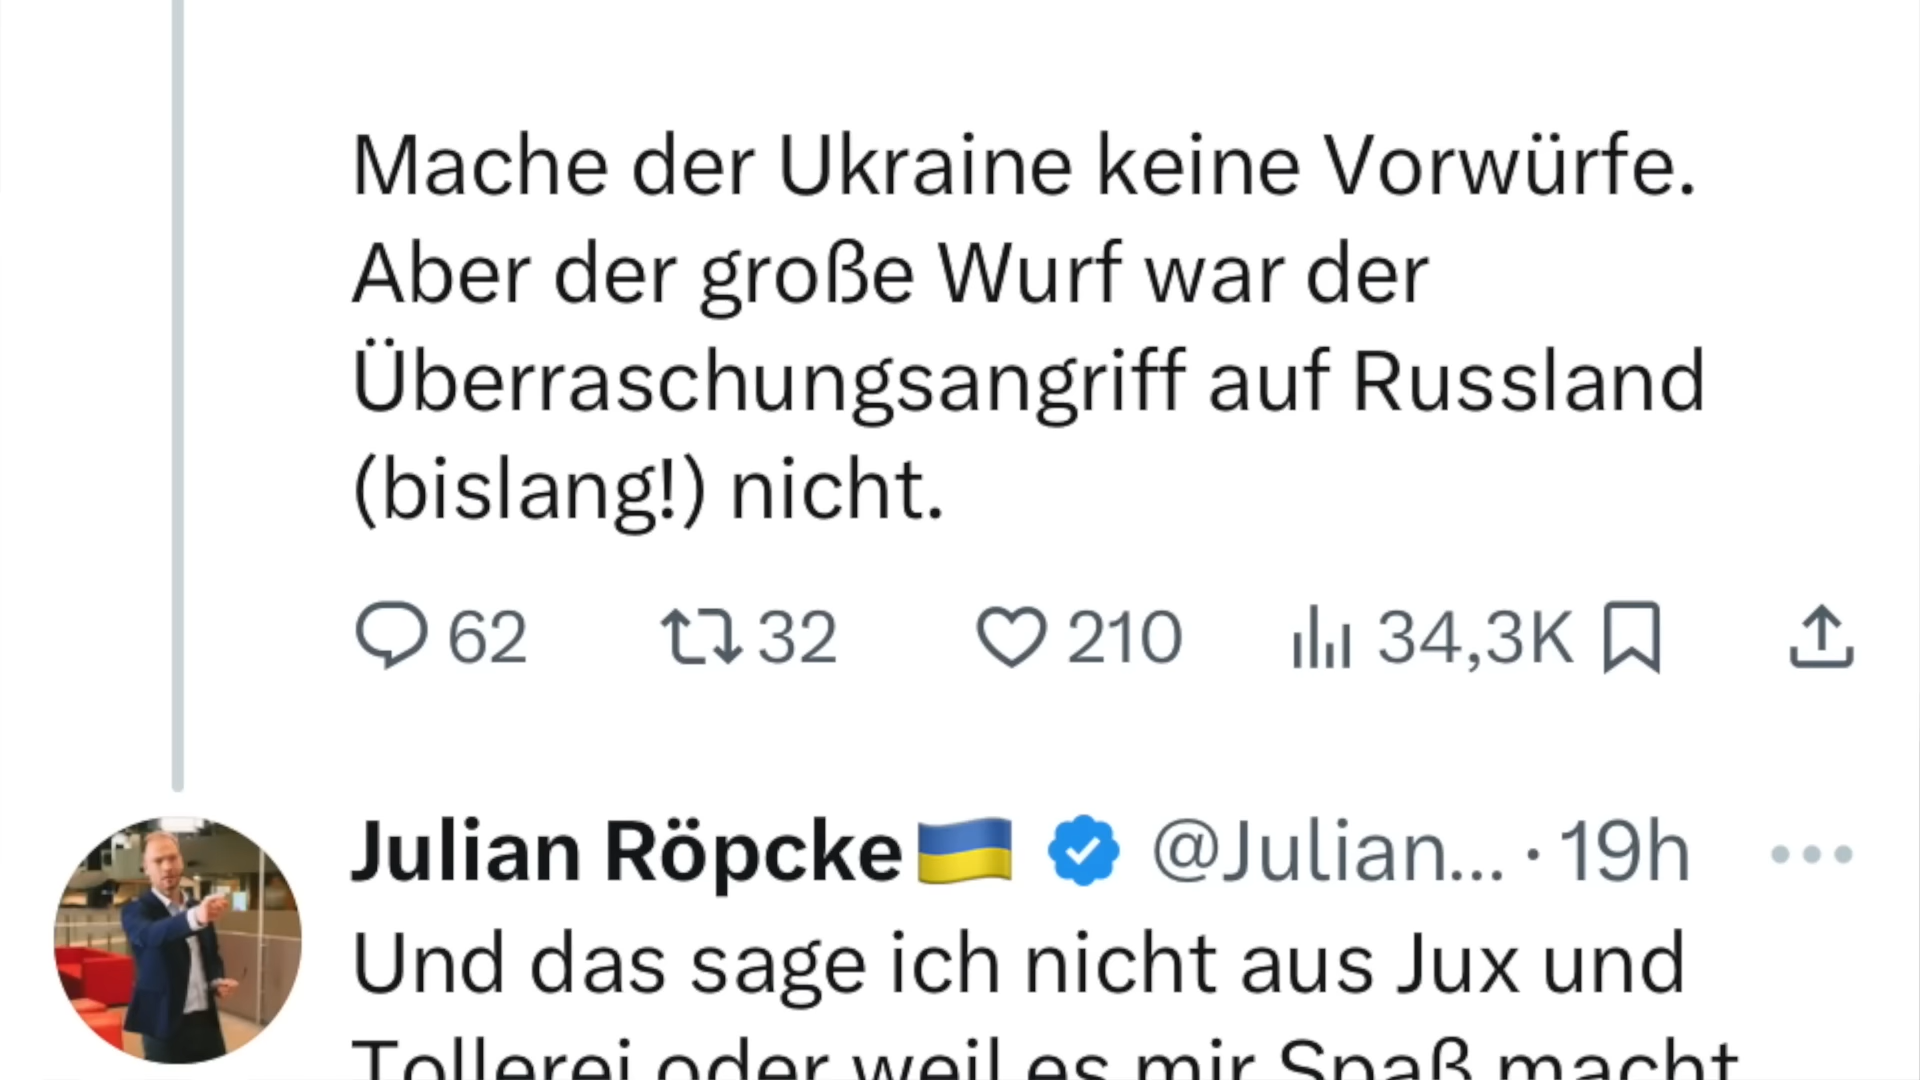 Mache der Ukraine keine Vorwürfe.
Aber der große Wurf war der
Überraschungsangriff auf Russland
(bislang!) nicht.
62 32 210 34,3K
Julian Röpcke🇺🇦 @Julian... · 19h
Und das sage ich nicht aus Jux und
Tollerei oder weil es mir Spaß macht